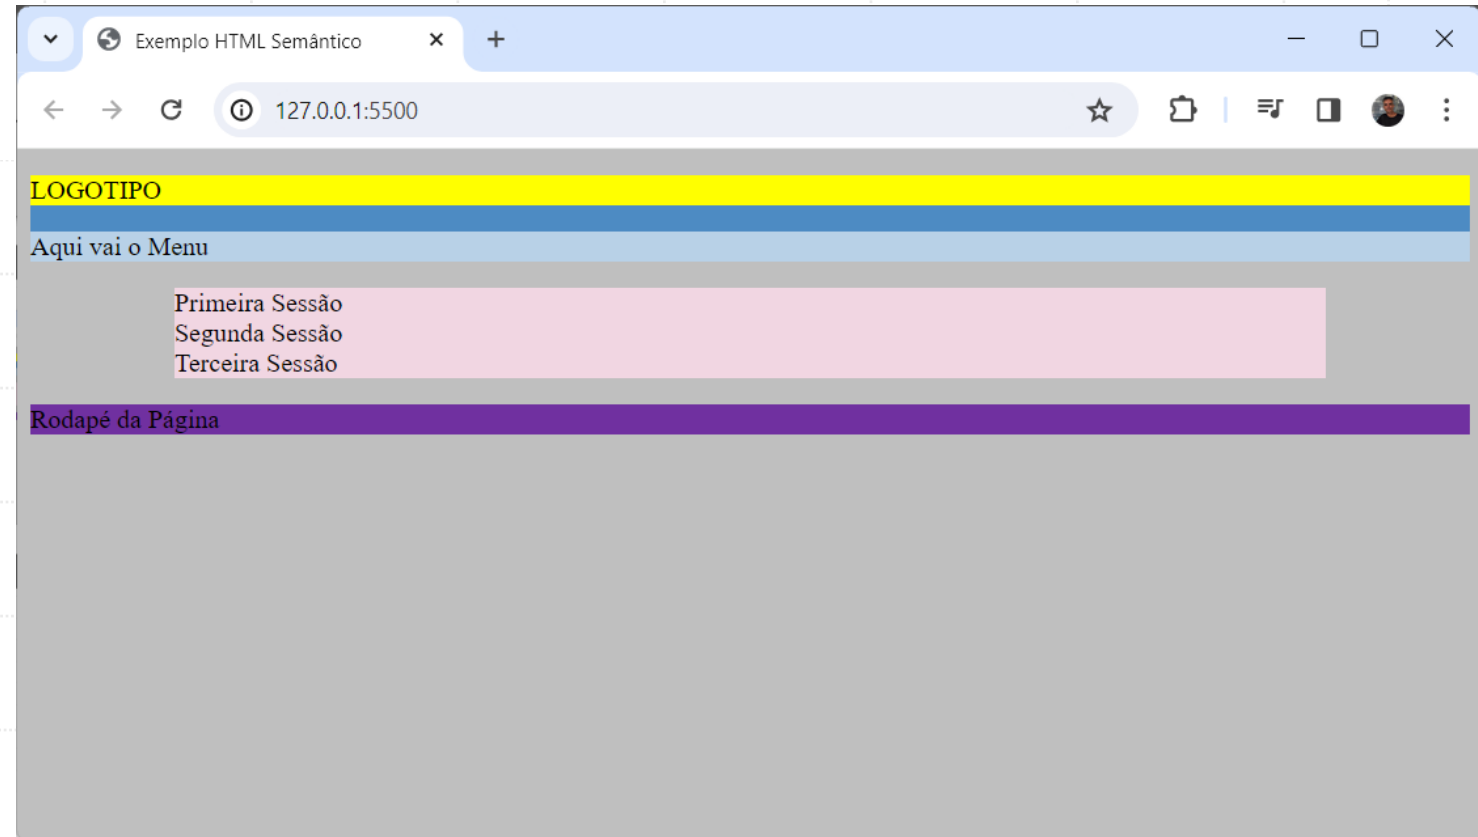 Exemplo HTML Semântico
127.0.0.1:5500
LOGOTIPO
Aqui vai o Menu
Primeira Sessão
Segunda Sessão
Terceira Sessão
Rodapé da Página